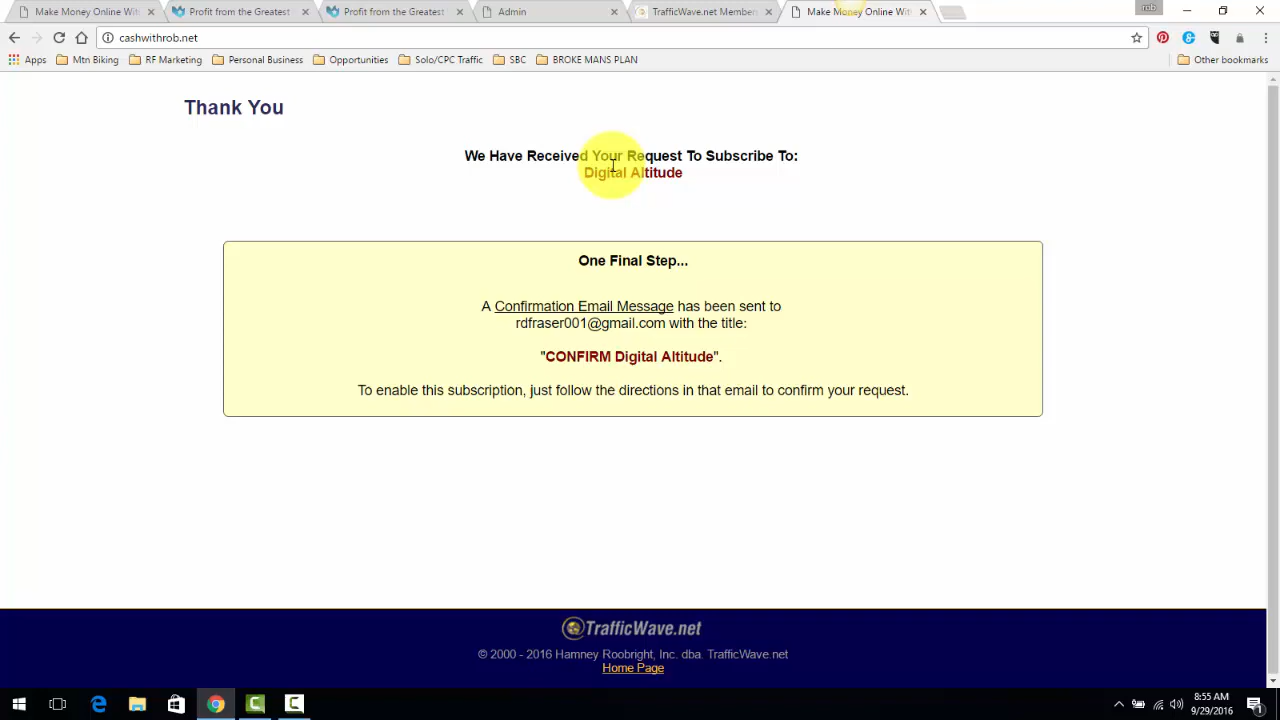 Make Money Online With
Profit from the Greatest
Profit from the Greatest
Admin
TrafficWave.net Member
Make Money Online With
cashwithrob.net
Apps
Mtn Biking
RF Marketing
Personal Business
Opportunities
Solo/CPC Traffic
SBC
BROKE MANS PLAN
Other bookmarks
Thank You
We Have Received Your Request To Subscribe To:
Digital Altitude
One Final Step...
A Confirmation Email Message has been sent to
rdfraser001@gmail.com with the title:
"CONFIRM Digital Altitude".
To enable this subscription, just follow the directions in that email to confirm your request.
TrafficWave.net
© 2000 - 2016 Hamney Roobright, Inc. dba. TrafficWave.net
Home Page
8:55 AM
9/29/2016